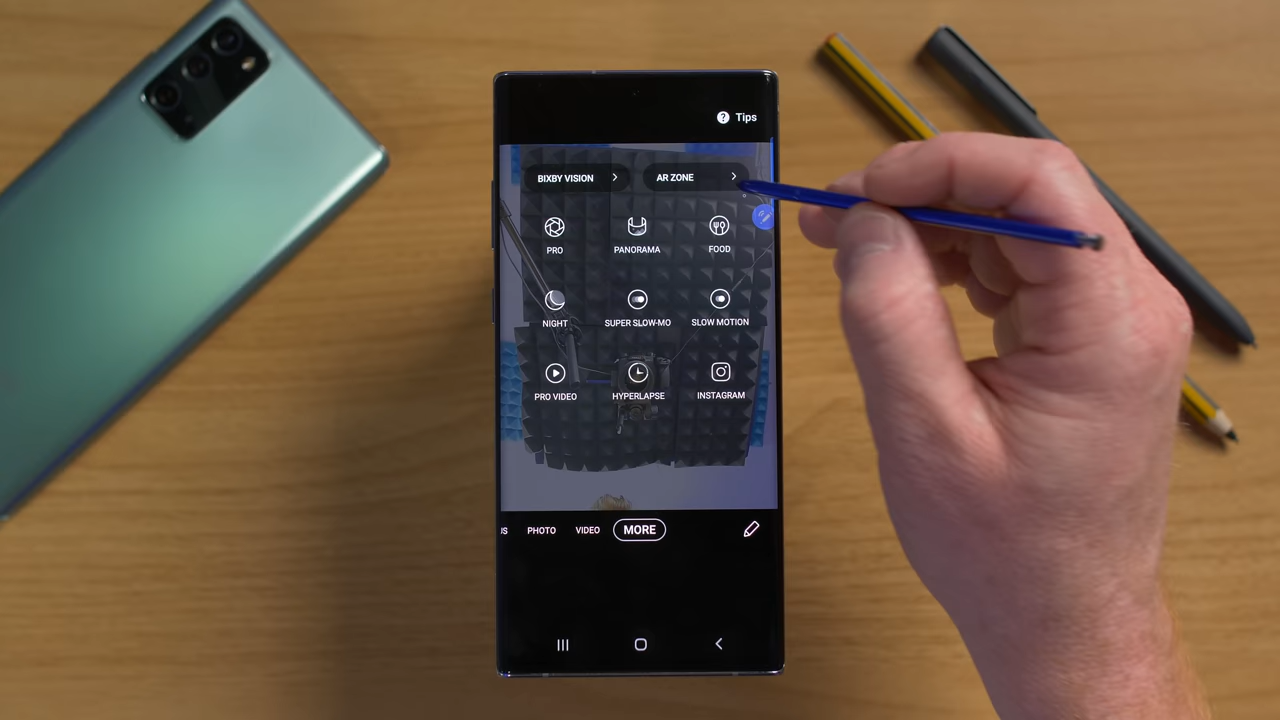 Tips
BIXBY VISION
AR ZONE
PRO
PANORAMA
FOOD
NIGHT
SUPER SLOW-MO
SLOW MOTION
PRO VIDEO
HYPERLAPSE
INSTAGRAM
PHOTO
VIDEO
MORE